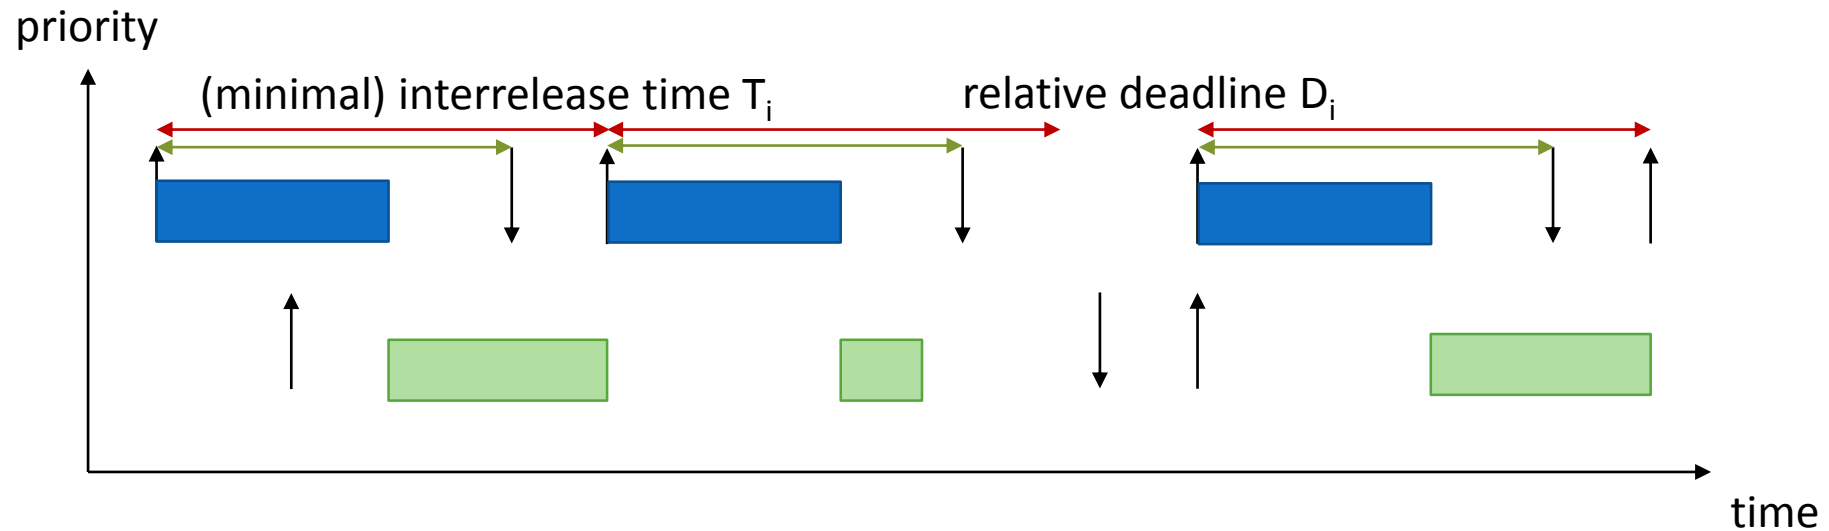 priority
(minimal) interrelease time Ti
relative deadline Di
time